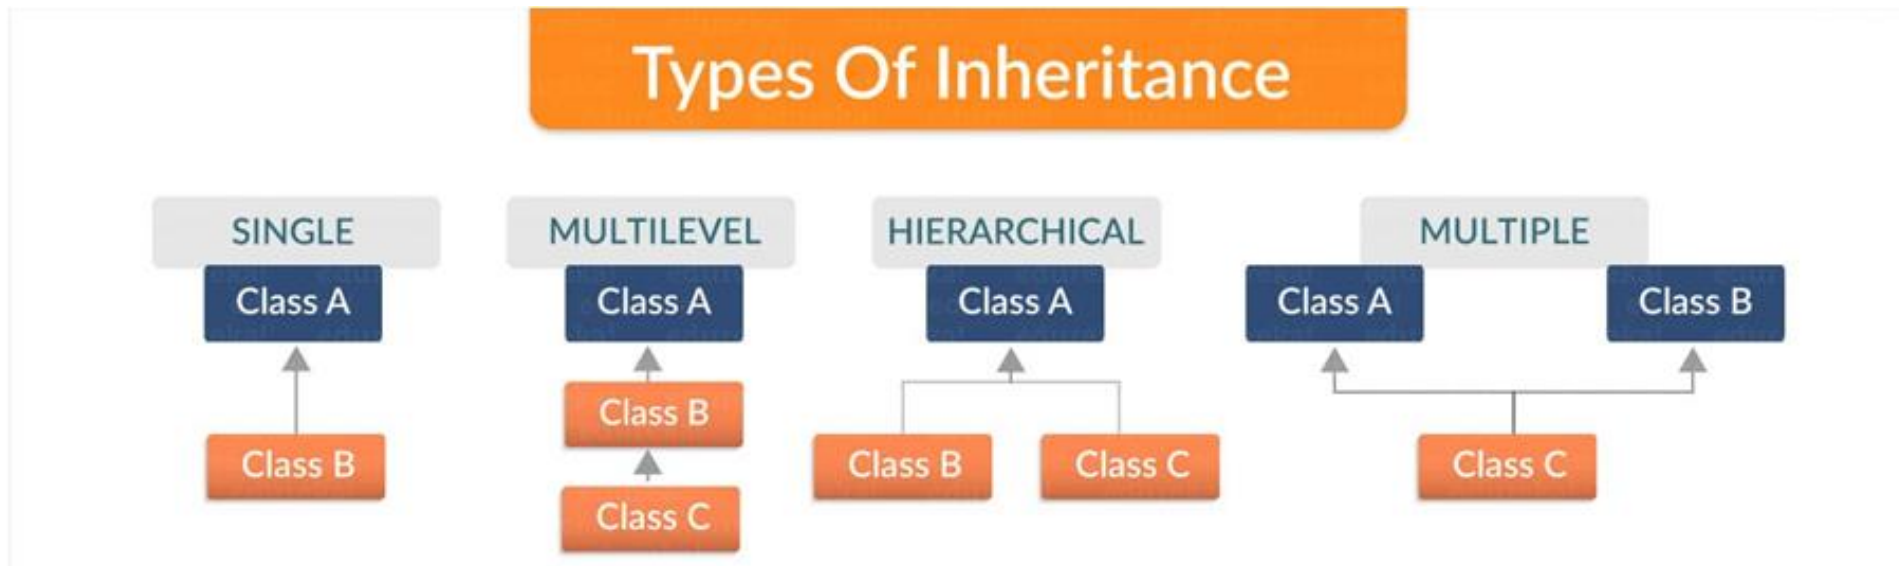 Types Of Inheritance
SINGLE
Class A
Class B
MULTILEVEL
Class A
Class B
Class C
HIERARCHICAL
Class A
Class B
Class C
MULTIPLE
Class A
Class B
Class C